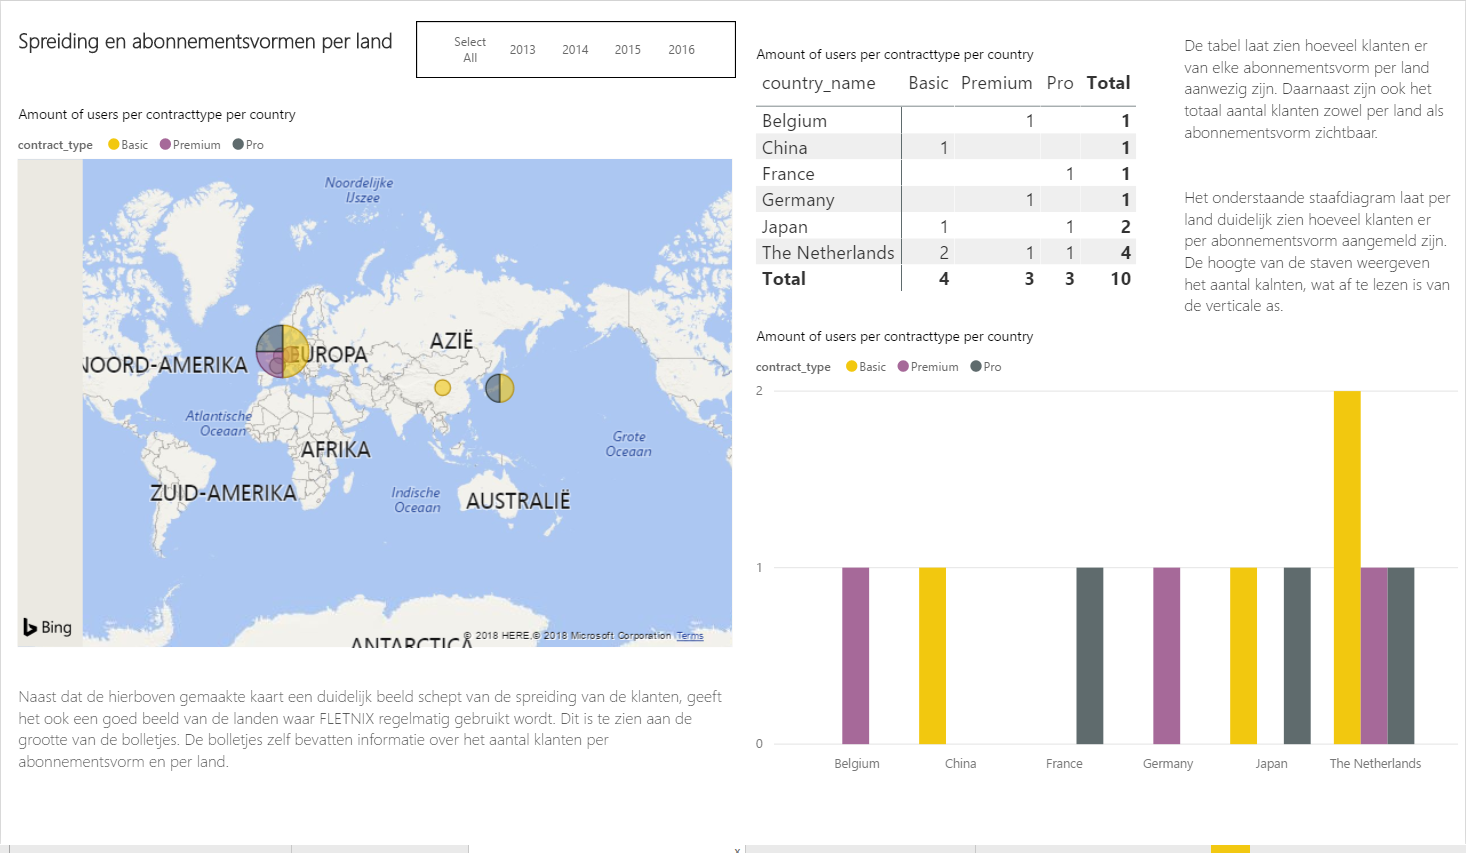 Spreiding en abonnementsvormen per land
Select All
2013
2014
2015
2016
Amount of users per contracttype per country
contract_type Basic Premium Pro
Noordelijke
IJszee
NOORD-AMERIKA
EUROPA
AZIË
Atlantische
Oceaan
AFRIKA
Grote
Oceaan
ZUID-AMERIKA
Indische
Oceaan
AUSTRALIË
ANTARCTICA
Bing
© 2018 HERE,© 2018 Microsoft Corporation Terms
Naast dat de hierboven gemaakte kaart een duidelijk beeld schept van de spreiding van de klanten, geeft
het ook een goed beeld van de landen waar FLETNIX regelmatig gebruikt wordt. Dit is te zien aan de
grootte van de bolletjes. De bolletjes zelf bevatten informatie over het aantal klanten per
abonnementsvorm en per land.
Amount of users per contracttype per country
country_name Basic Premium Pro Total
Belgium 1 1
China 1 1
France 1 1
Germany 1 1
Japan 1 1 2
The Netherlands 2 1 1 4
Total 4 3 3 10
De tabel laat zien hoeveel klanten er
van elke abonnementsvorm per land
aanwezig zijn. Daarnaast zijn ook het
totaal aantal klanten zowel per land als
abonnementsvorm zichtbaar.
Het onderstaande staafdiagram laat per
land duidelijk zien hoeveel klanten er
per abonnementsvorm aangemeld zijn.
De hoogte van de staven weergeven
het aantal kalnten, wat af te lezen is van
de verticale as.
Amount of users per contracttype per country
contract_type Basic Premium Pro
2
1
0
Belgium China France Germany Japan The Netherlands
x